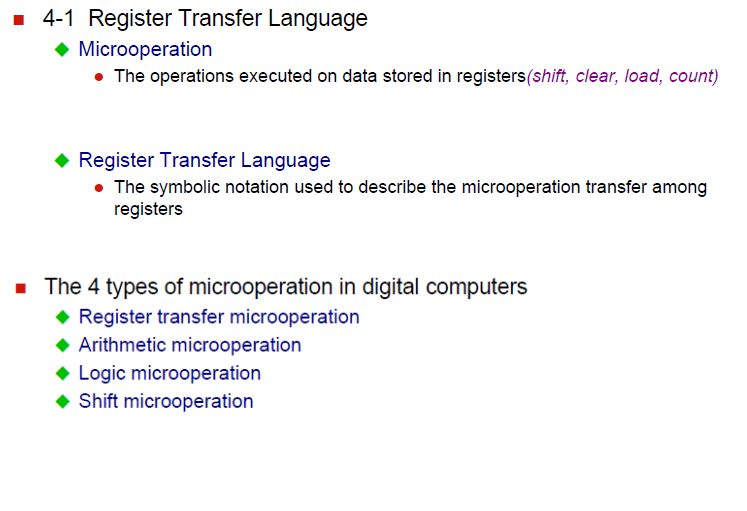 4-1 Register Transfer Language
Microoperation
The operations executed on data stored in registers(shift, clear, load, count)
Register Transfer Language
The symbolic notation used to describe the microoperation transfer among
registers
The 4 types of microoperation in digital computers
Register transfer microoperation
Arithmetic microoperation
Logic microoperation
Shift microoperation